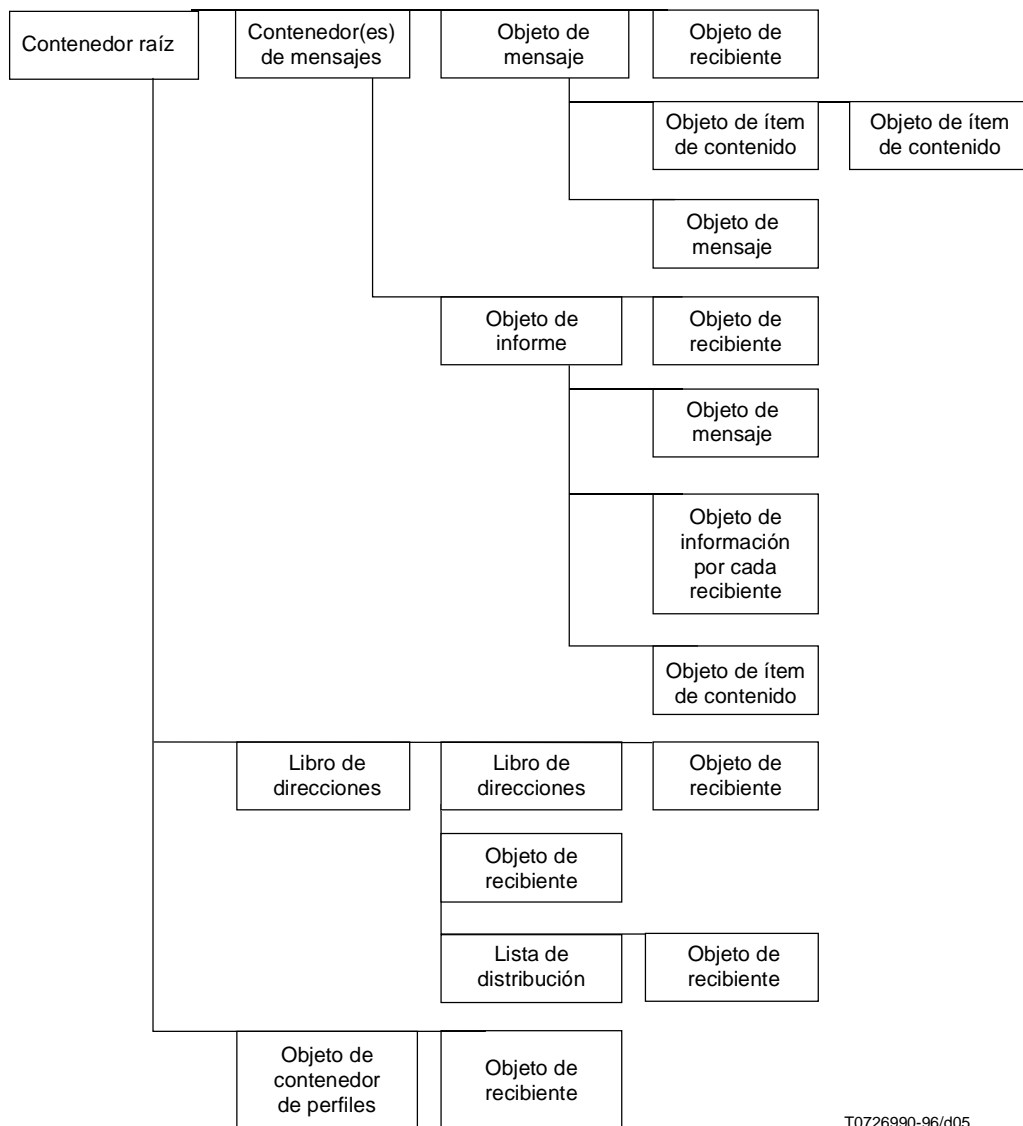 Contenedor raíz
Contenedor(es)
de mensajes
Objeto de
mensaje
Objeto de
recibiente
Objeto de ítem
de contenido
Objeto de ítem
de contenido
Objeto de
mensaje
Objeto de
informe
Objeto de
recibiente
Objeto de
mensaje
Objeto de
información
por cada
recibiente
Objeto de ítem
de contenido
Libro de
direcciones
Libro de
direcciones
Objeto de
recibiente
Objeto de
recibiente
Lista de
distribución
Objeto de
recibiente
Objeto de
contenedor
de perfiles
Objeto de
recibiente
T0726990-96/d05